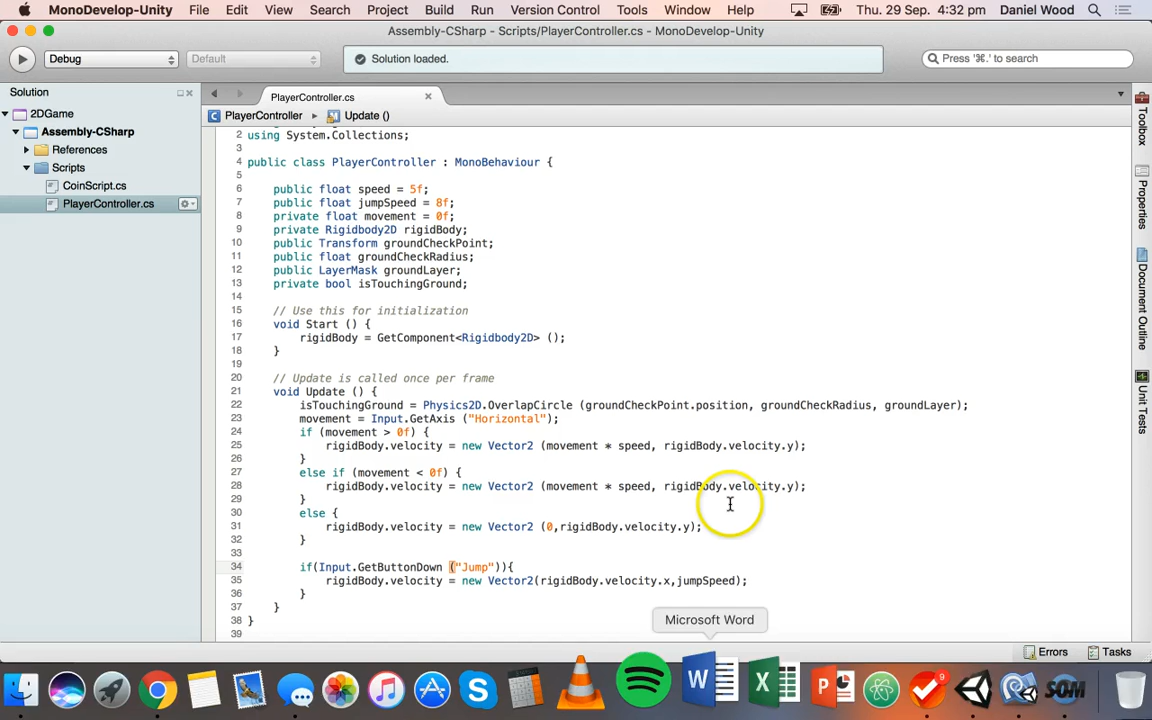 MonoDevelop-Unity File Edit View Search Project Build Run Version Control Tools Window Help Thu. 29 Sep. 4:32 pm Daniel Wood
Assembly-CSharp - Scripts/PlayerController.cs - MonoDevelop-Unity
Debug Default Solution loaded. Press '⌘.' to search
Solution
PlayerController.cs
2DGame
Assembly-CSharp
References
Scripts
CoinScript.cs
PlayerController.cs
PlayerController ▸ Update ()
2 using System.Collections;
3
4 public class PlayerController : MonoBehaviour {
5
6 public float speed = 5f;
7 public float jumpSpeed = 8f;
8 private float movement = 0f;
9 private Rigidbody2D rigidBody;
10 public Transform groundCheckPoint;
11 public float groundCheckRadius;
12 public LayerMask groundLayer;
13 private bool isTouchingGround;
14
15 // Use this for initialization
16 void Start () {
17 rigidBody = GetComponent<Rigidbody2D> ();
18 }
19
20 // Update is called once per frame
21 void Update () {
22 isTouchingGround = Physics2D.OverlapCircle (groundCheckPoint.position, groundCheckRadius, groundLayer);
23 movement = Input.GetAxis ("Horizontal");
24 if (movement > 0f) {
25 rigidBody.velocity = new Vector2 (movement * speed, rigidBody.velocity.y);
26 }
27 else if (movement < 0f) {
28 rigidBody.velocity = new Vector2 (movement * speed, rigidBody.velocity.y);
29 }
30 else {
31 rigidBody.velocity = new Vector2 (0,rigidBody.velocity.y);
32 }
33
34 if(Input.GetButtonDown ("Jump")){
35 rigidBody.velocity = new Vector2(rigidBody.velocity.x,jumpSpeed);
36 }
37 }
38 }
39
Toolbox
Properties
Document Outline
Unit Tests
Microsoft Word
Errors Tasks
W
X
P
9
SOM